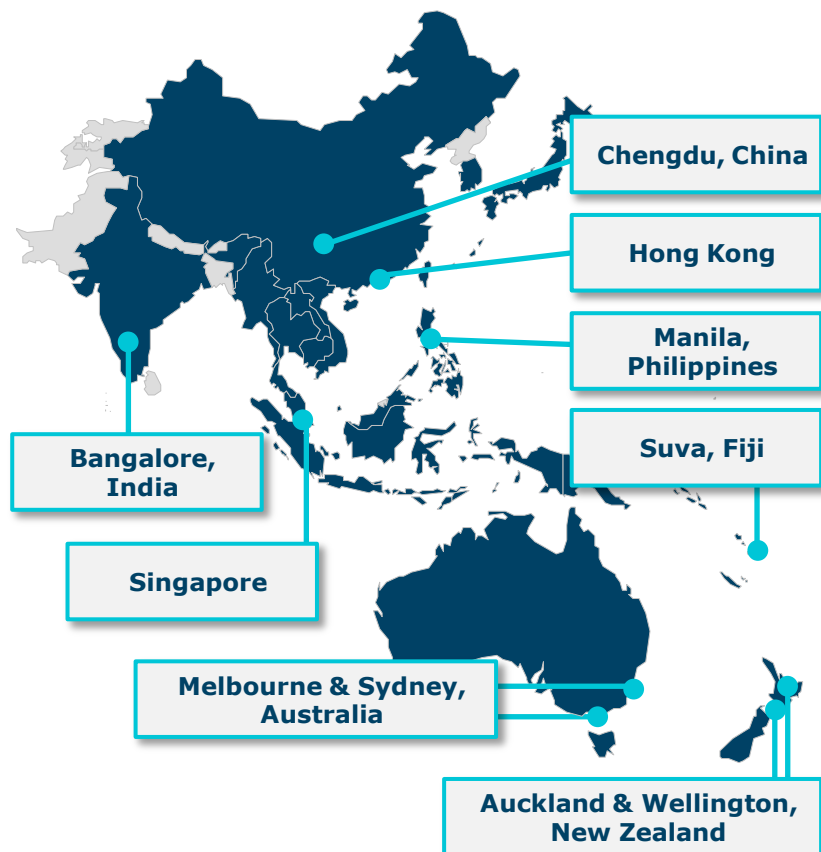 Chengdu, China
Hong Kong
Manila,
Philippines
Suva, Fiji
Bangalore,
India
Singapore
Melbourne & Sydney,
Australia
Auckland & Wellington,
New Zealand